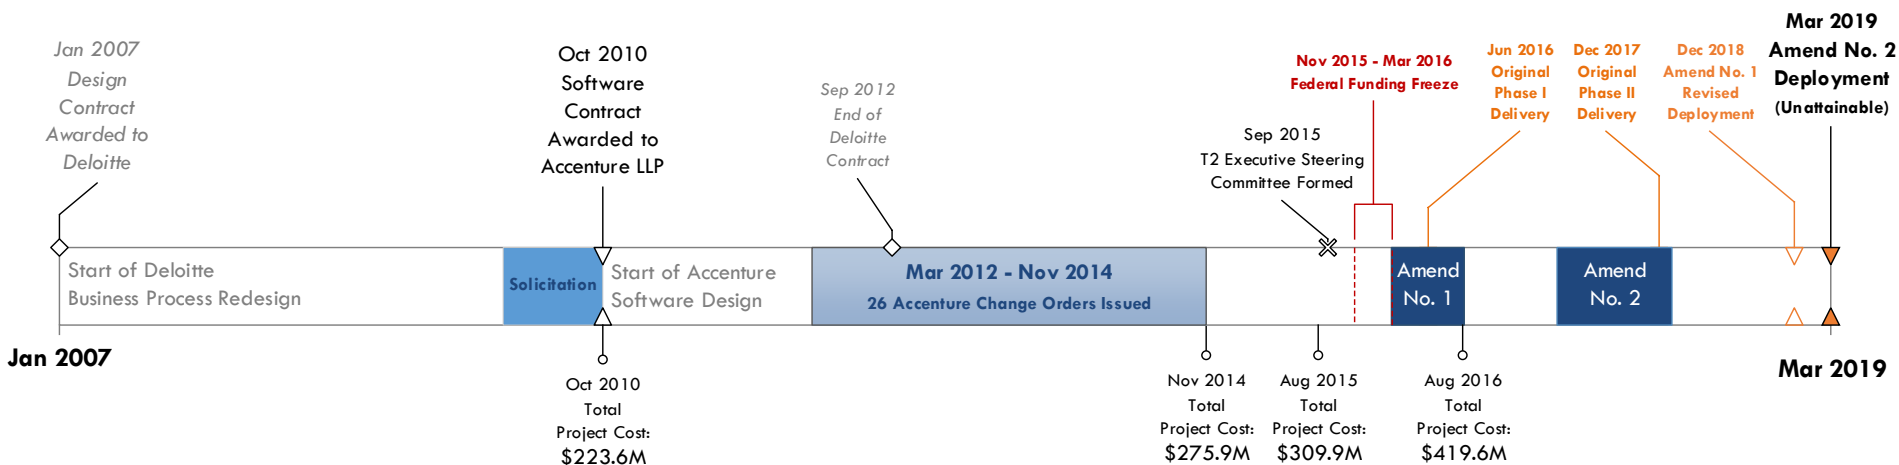 Jan 2007
Design
Contract
Awarded to
Deloitte
Oct 2010
Software
Contract
Awarded to
Accenture LLP
Sep 2012
End of
Deloitte
Contract
Sep 2015
T2 Executive Steering
Committee Formed
Nov 2015 - Mar 2016
Federal Funding Freeze
Jun 2016
Original
Phase I
Delivery
Dec 2017
Original
Phase II
Delivery
Dec 2018
Amend No. 1
Revised
Deployment
Mar 2019
Amend No. 2
Deployment
(Unattainable)
Start of Deloitte
Business Process Redesign
Solicitation
Start of Accenture
Software Design
Mar 2012 - Nov 2014
26 Accenture Change Orders Issued
Amend
No. 1
Amend
No. 2
Jan 2007
Mar 2019
Oct 2010
Total
Project Cost:
$223.6M
Nov 2014
Total
Project Cost:
$275.9M
Aug 2015
Total
Project Cost:
$309.9M
Aug 2016
Total
Project Cost:
$419.6M